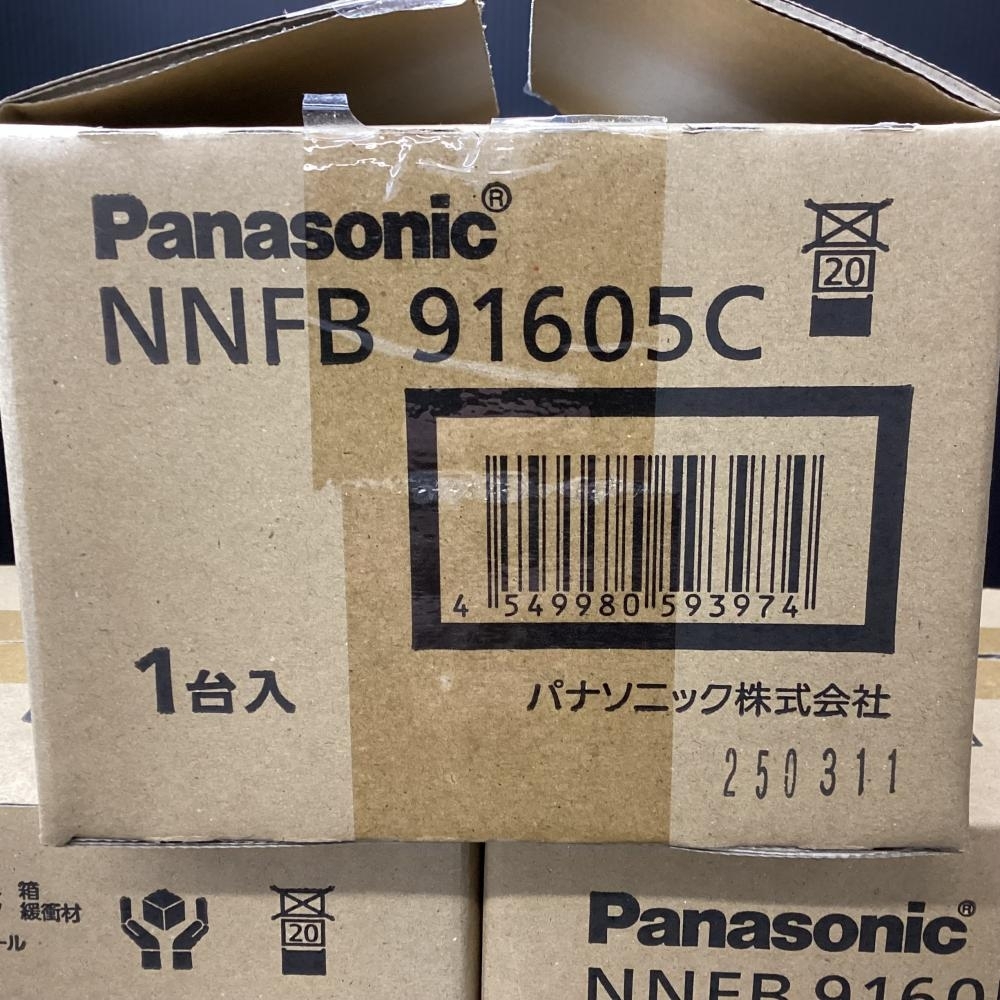 Panasonic®
20
NNFB 91605C
4 549980 593974
1台入
パナソニック株式会社
250311
箱
緩衝材
ール
20
Panasonic®
NNFB 9160